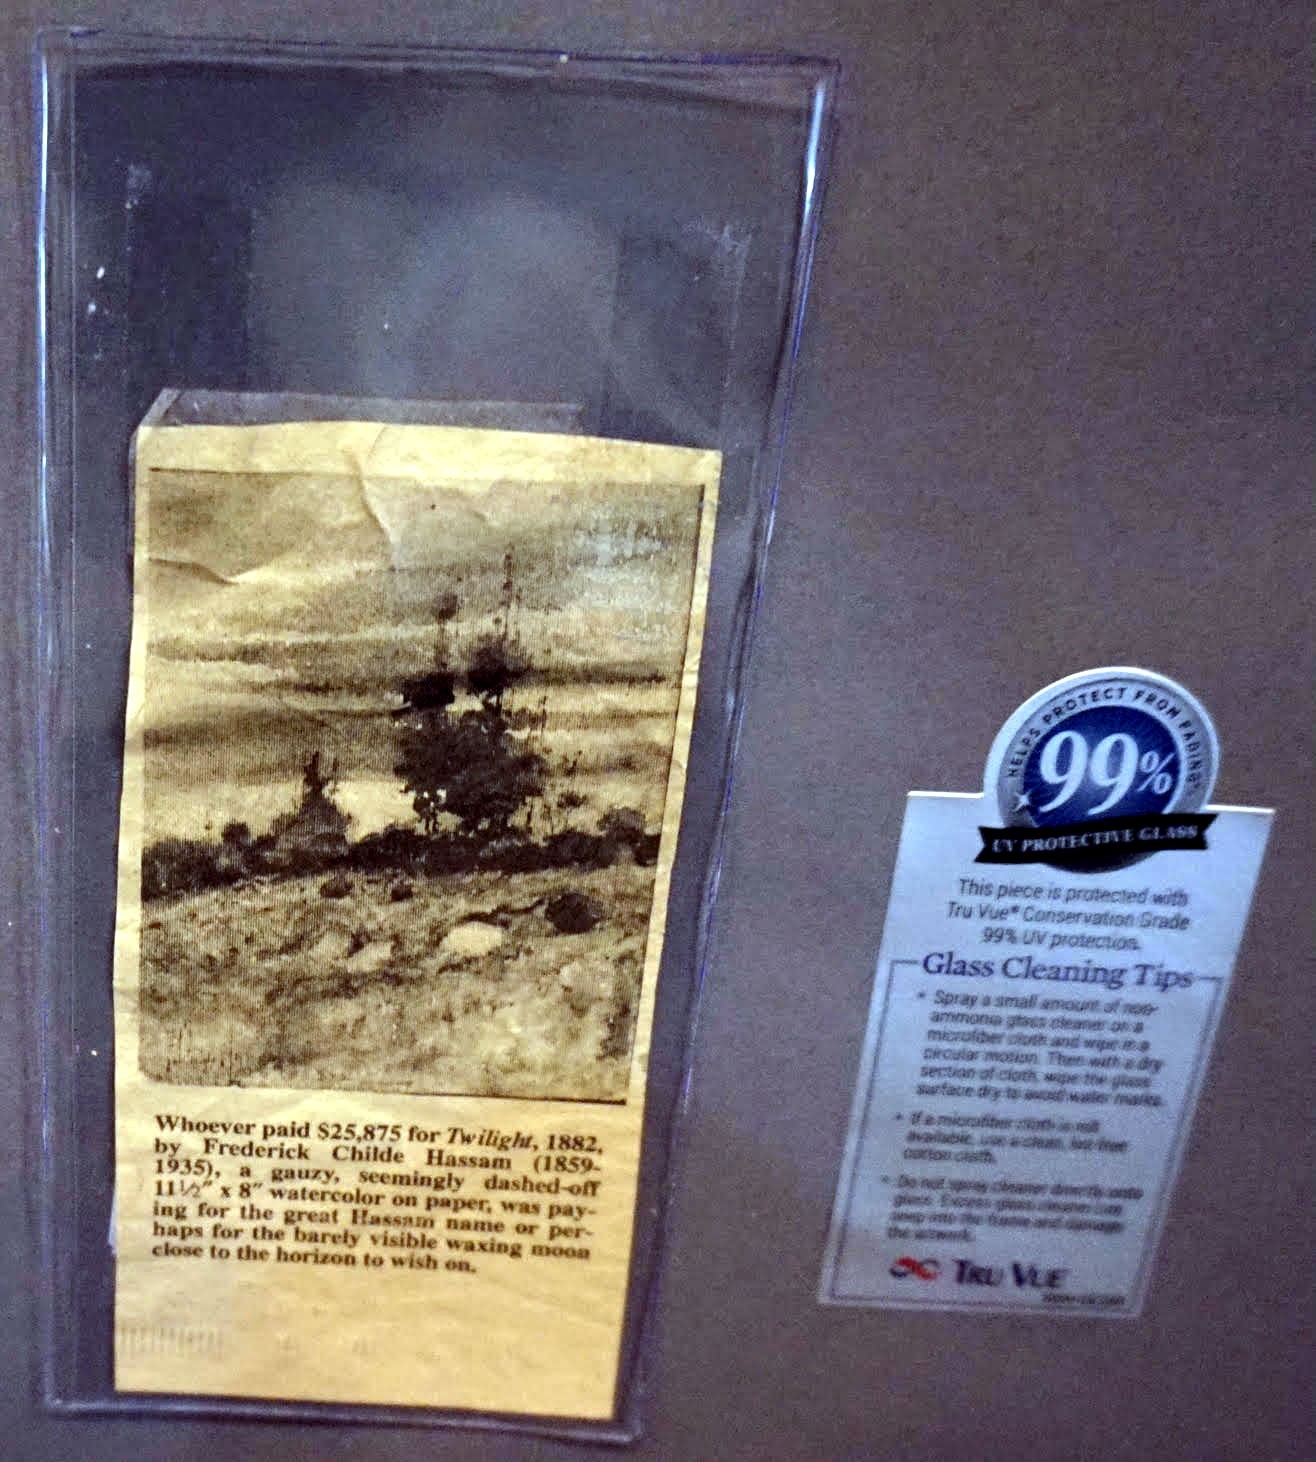 Whoever paid $25,875 for Twilight, 1882,
by Frederick Childe Hassam (1859-
1935), a gauzy, seemingly dashed-off
11½" x 8" watercolor on paper, was pay-
ing for the great Hassam name or per-
haps for the barely visible waxing moon
close to the horizon to wish on.
HELPS PROTECT FROM FADING
99%
UV PROTECTIVE GLASS
This piece is protected with
Tru Vue® Conservation Grade
99% UV protection.
Glass Cleaning Tips
• Spray a small amount of non-
ammonia glass cleaner on a
microfiber cloth and wipe in a
circular motion. Then with a dry
section of cloth, wipe the glass
surface dry to avoid water marks.
• If a microfiber cloth is not
available, use a clean, lint free
cotton cloth.
• Do not spray cleaner directly onto
glass. Excess glass cleaner can
seep into the frame and damage
the artwork.
TRU VUE